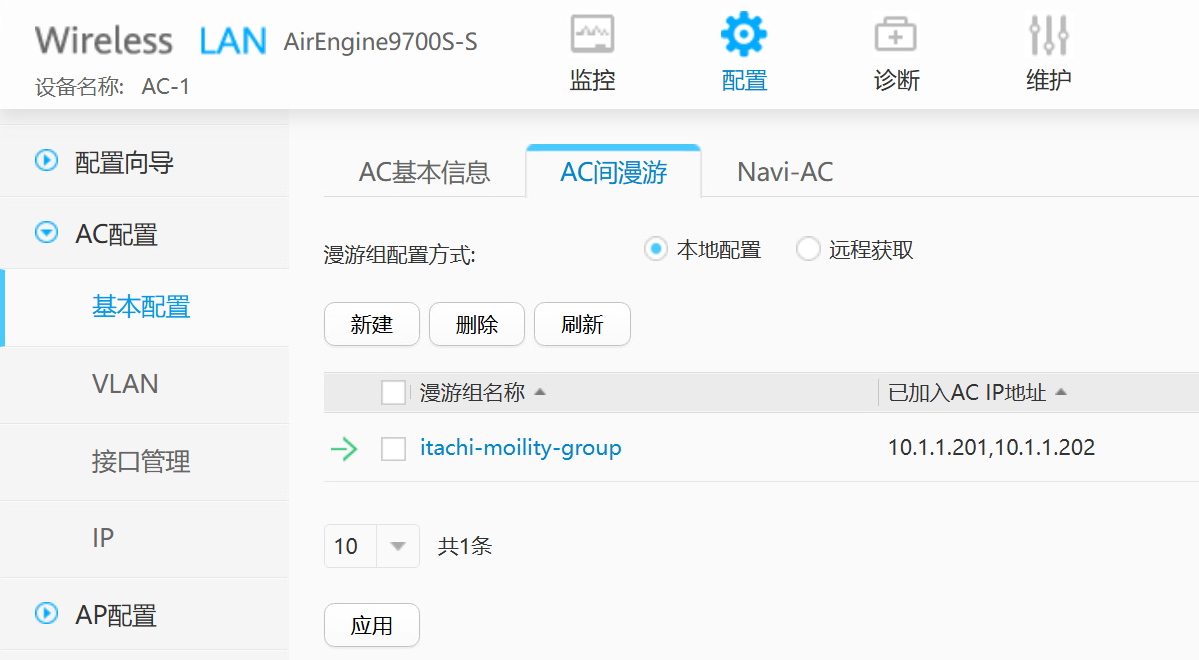 Wireless LAN AirEngine9700S-S
设备名称: AC-1
监控
配置
诊断
维护
配置向导
AC配置
基本配置
VLAN
接口管理
IP
AP配置
AC基本信息
AC间漫游
Navi-AC
漫游组配置方式:
本地配置
远程获取
新建
删除
刷新
漫游组名称
已加入AC IP地址
itachi-moility-group
10.1.1.201,10.1.1.202
10
共1条
应用